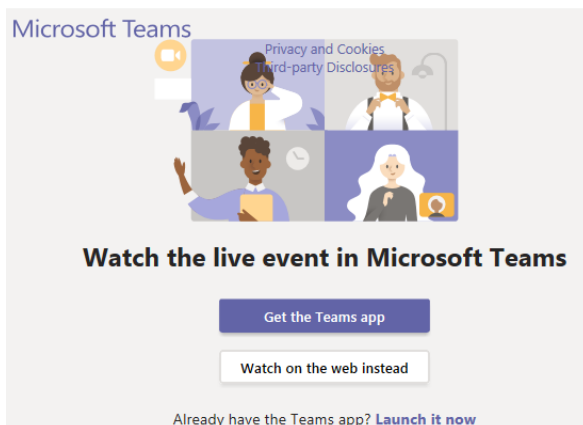 Microsoft Teams
Privacy and Cookies
Third-party Disclosures
Watch the live event in Microsoft Teams
Get the Teams app
Watch on the web instead
Already have the Teams app? Launch it now